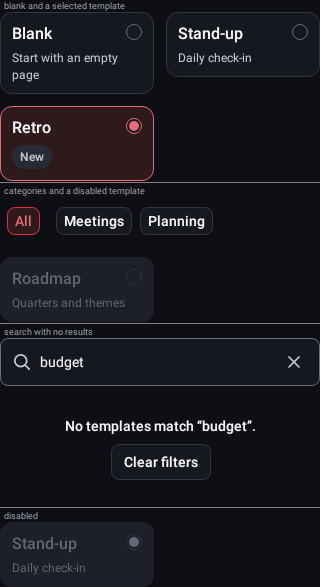 blank and a selected template
Blank
Start with an empty
page
Stand-up
Daily check-in
Retro
New
categories and a disabled template
All
Meetings
Planning
Roadmap
Quarters and themes
search with no results
budget
No templates match “budget”.
Clear filters
disabled
Stand-up
Daily check-in